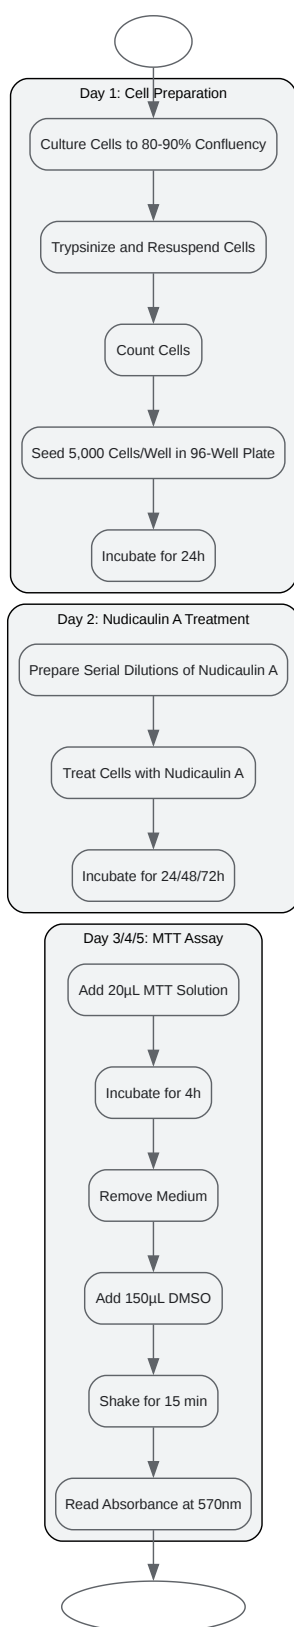 Day 1: Cell Preparation
Culture Cells to 80-90% Confluency
Trypsinize and Resuspend Cells
Count Cells
Seed 5,000 Cells/Well in 96-Well Plate
Incubate for 24h
Day 2: Nudicaulin A Treatment
Prepare Serial Dilutions of Nudicaulin A
Treat Cells with Nudicaulin A
Incubate for 24/48/72h
Day 3/4/5: MTT Assay
Add 20µL MTT Solution
Incubate for 4h
Remove Medium
Add 150µL DMSO
Shake for 15 min
Read Absorbance at 570nm